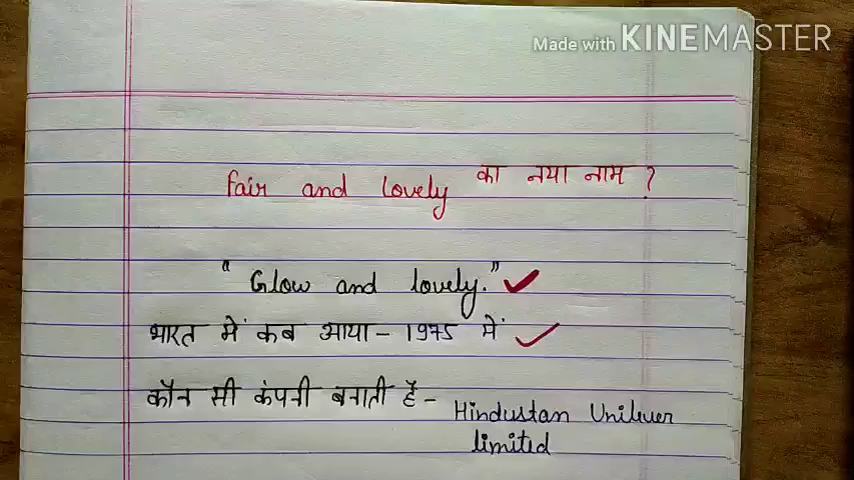 Made with KINEMASTER
Fair and lovely का नया नाम ?
"Glow and lovely."
भारत में कब आया - 1975 में
कौन सी कंपनी बनाती है - Hindustan Unilever
limited